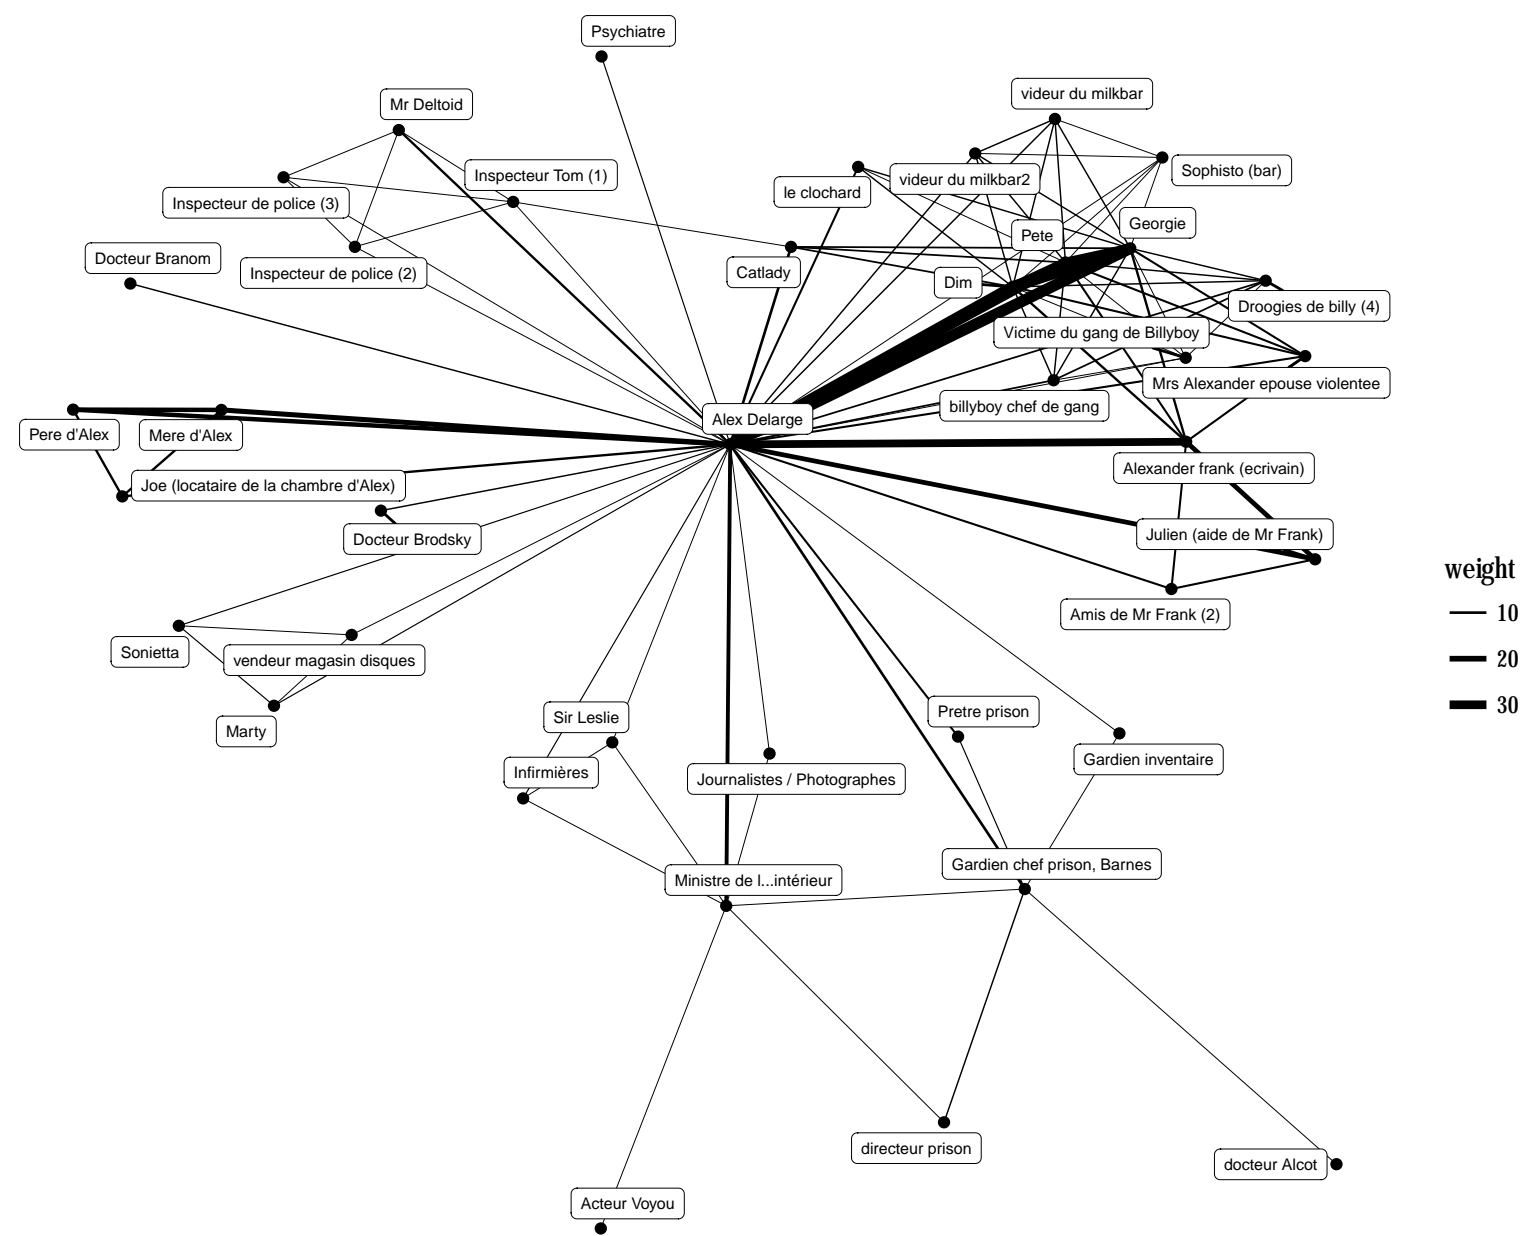 Psychiatre
Mr Deltoid
videur du milkbar
Inspecteur Tom (1)
Sophisto (bar)
videur du milkbar2
le clochard
Inspecteur de police (3)
Georgie
Pete
Docteur Branom
Inspecteur de police (2)
Catlady
Dim
Droogies de billy (4)
Victime du gang de Billyboy
Mrs Alexander epouse violentee
billyboy chef de gang
Alex Delarge
Pere d'Alex
Mere d'Alex
Alexander frank (ecrivain)
Joe (locataire de la chambre d'Alex)
Julien (aide de Mr Frank)
Docteur Brodsky
weight
10
20
30
Amis de Mr Frank (2)
Sonietta
vendeur magasin disques
Pretre prison
Sir Leslie
Marty
Gardien inventaire
Infirmières
Journalistes / Photographes
Gardien chef prison, Barnes
Ministre de l...intérieur
directeur prison
docteur Alcot
Acteur Voyou